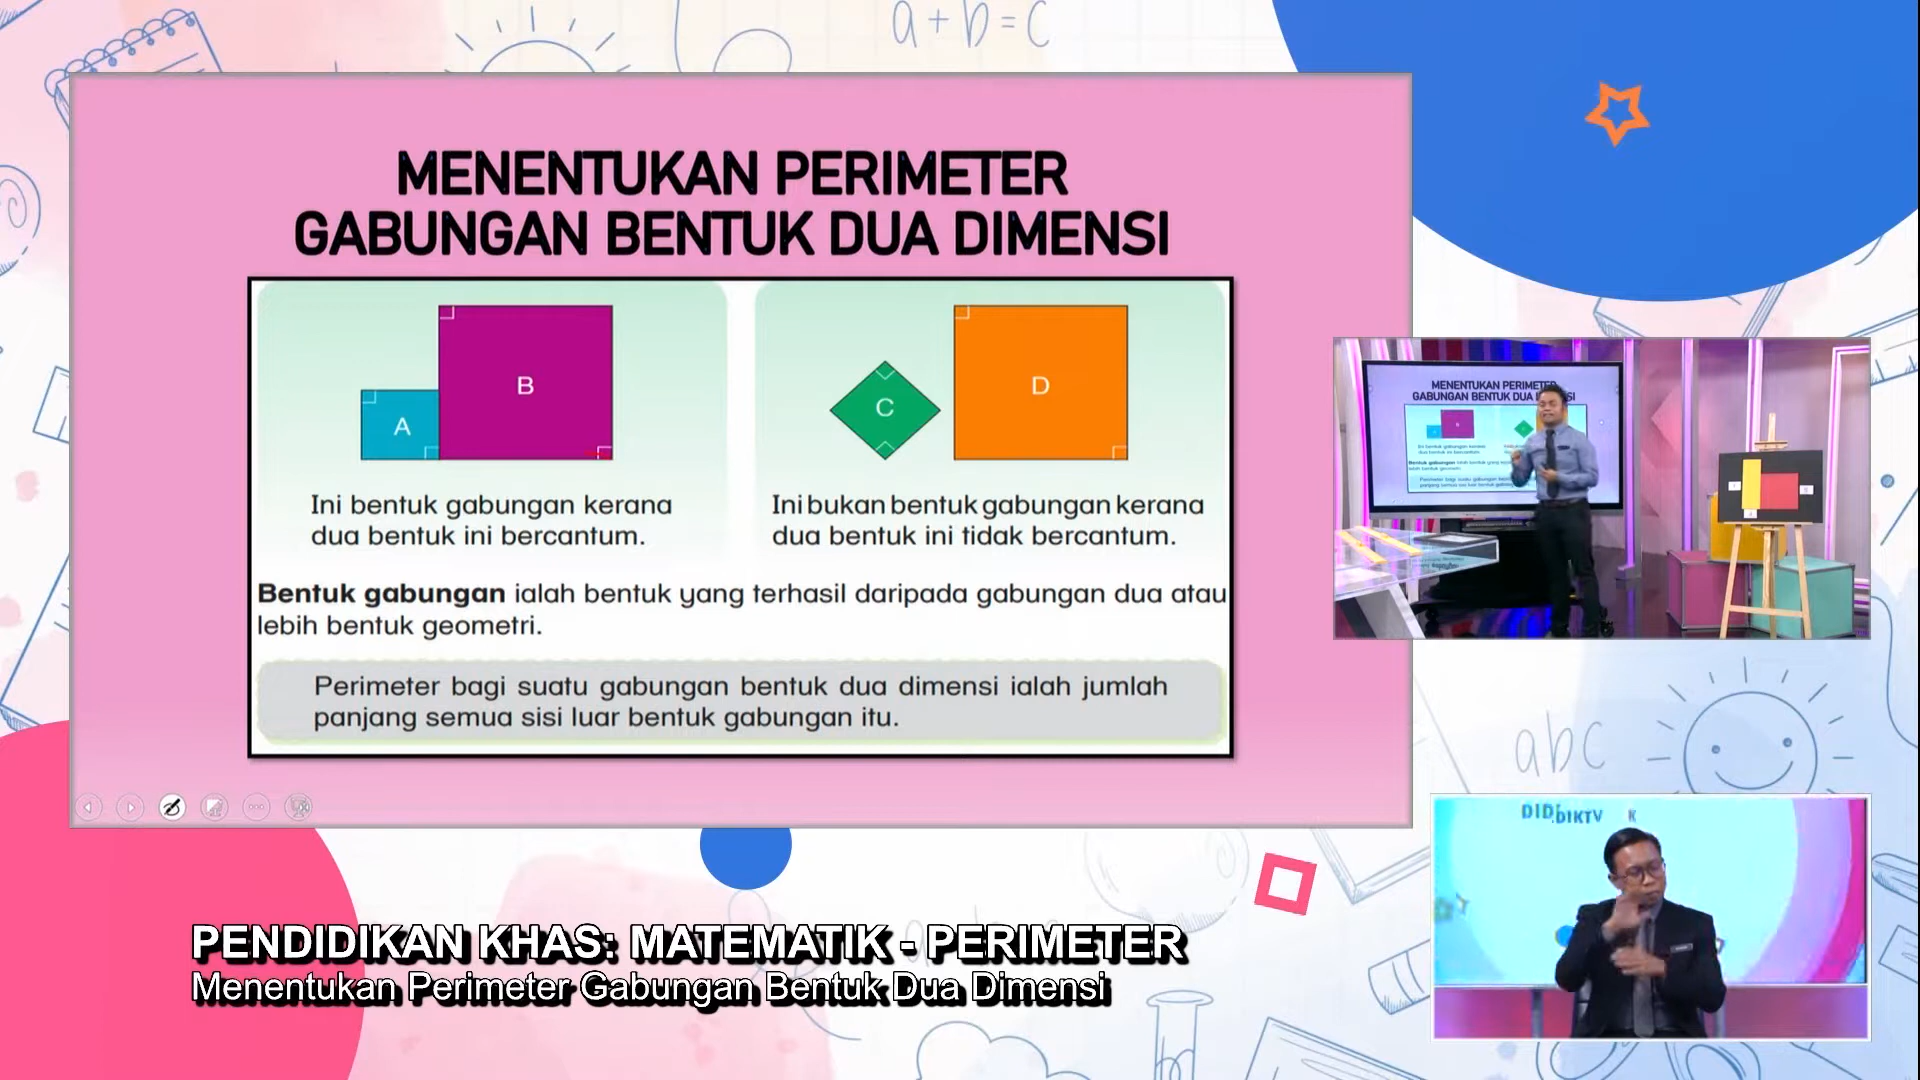 a + b = c
MENENTUKAN PERIMETER
GABUNGAN BENTUK DUA DIMENSI
A
B
C
D
Ini bentuk gabungan kerana
dua bentuk ini bercantum.
Ini bukan bentuk gabungan kerana
dua bentuk ini tidak bercantum.
Bentuk gabungan ialah bentuk yang terhasil daripada gabungan dua atau
lebih bentuk geometri.
Perimeter bagi suatu gabungan bentuk dua dimensi ialah jumlah
panjang semua sisi luar bentuk gabungan itu.
MENENTUKAN PERIMETER
abc
DIDIKTV
PENDIDIKAN KHAS: MATEMATIK - PERIMETER
Menentukan Perimeter Gabungan Bentuk Dua Dimensi